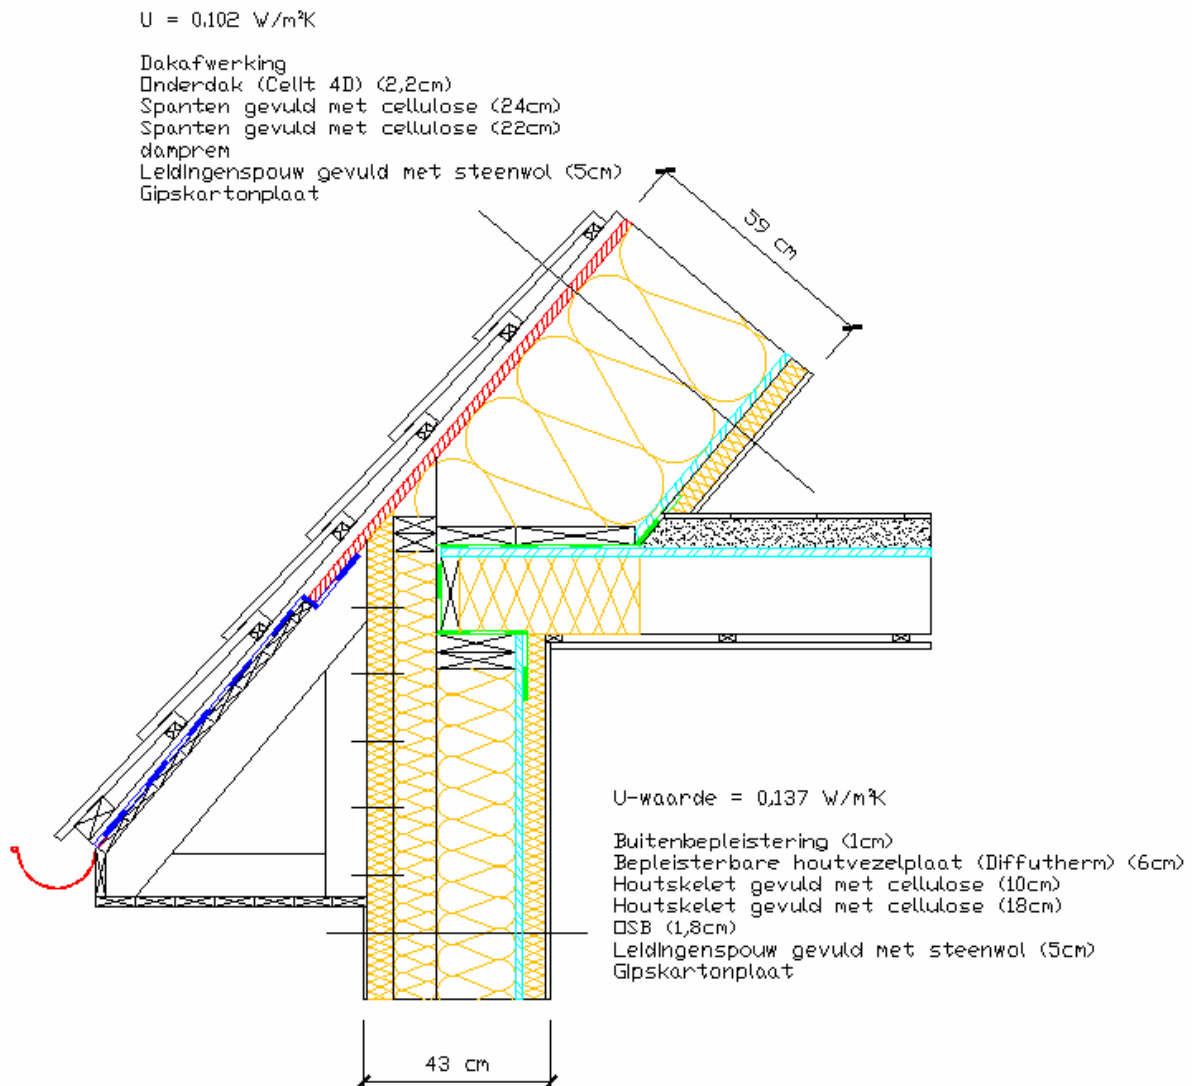 U = 0.102 W/m²K
Dakafwerking
Onderdak (Celit 4D) (2,2cm)
Spanten gevuld met cellulose (24cm)
Spanten gevuld met cellulose (22cm)
damprem
Leidingenspouw gevuld met steenwol (5cm)
Gipskartonplaat
59 cm
U-waarde = 0,137 W/m²K
Buitenbepleistering (1cm)
Bepleisterbare houtvezelplaat (Diffutherm) (6cm)
Houtskelet gevuld met cellulose (10cm)
Houtskelet gevuld met cellulose (18cm)
OSB (1,8cm)
Leidingenspouw gevuld met steenwol (5cm)
Gipskartonplaat
43 cm